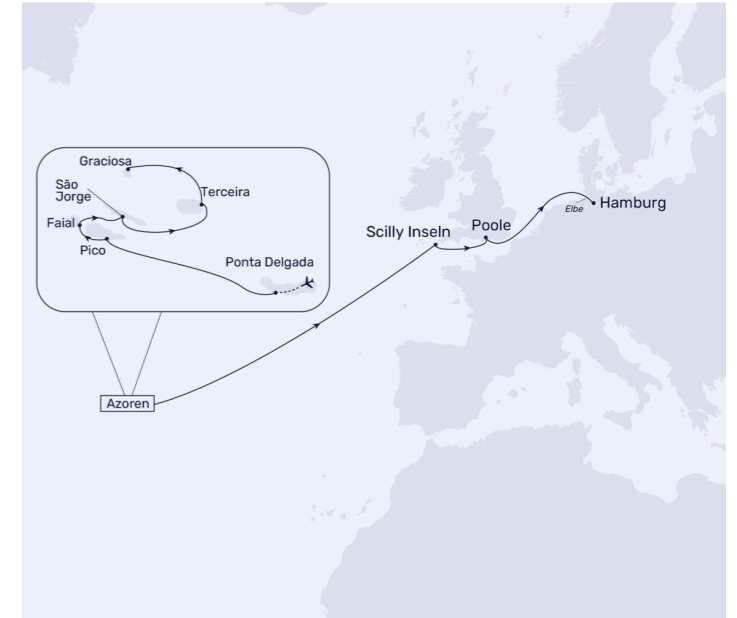 Graciosa
São
Jorge
Terceira
Faial
Pico
Ponta Delgada
Azoren
Scilly Inseln
Poole
Elbe
Hamburg